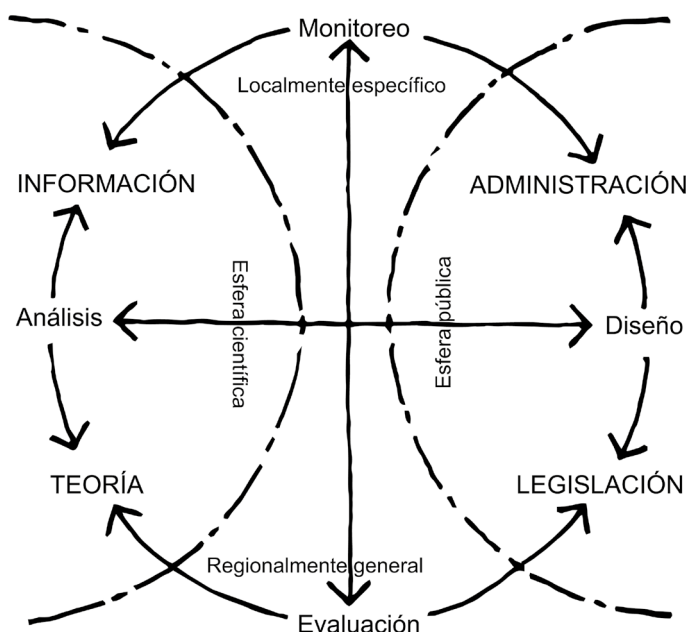 Monitoreo
Localmente específico
INFORMACIÓN
ADMINISTRACIÓN
Esfera científica
Esfera pública
Análisis
Diseño
TEORÍA
LEGISLACIÓN
Regionalmente general
Evaluación